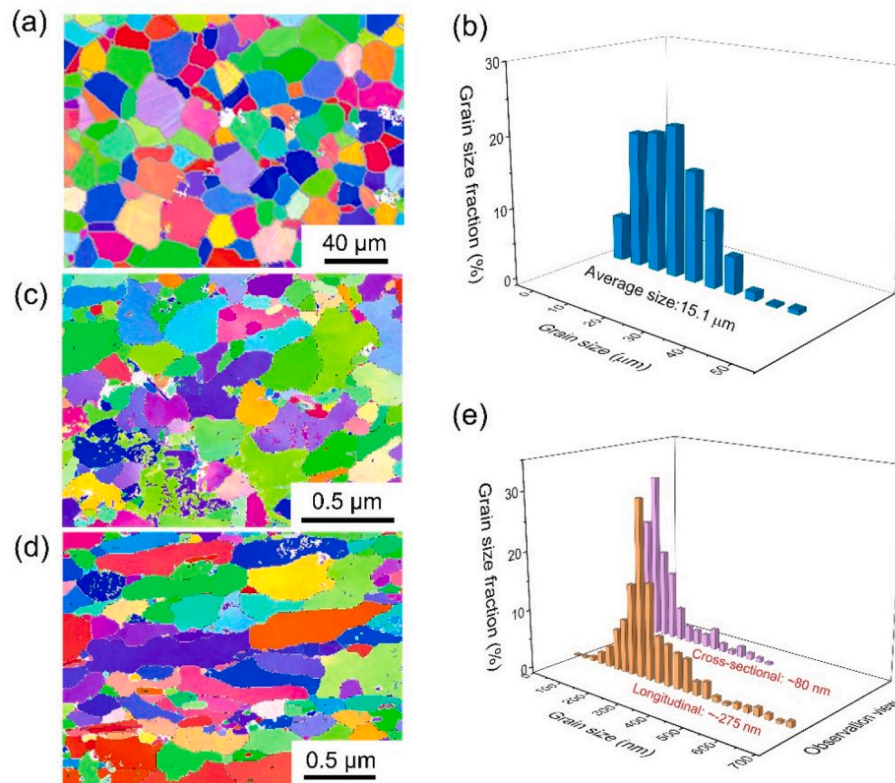 (a)
40 µm
(b)
Grain size fraction (%)
30
20
10
0
Average size:15.1 µm
0
10
20
30
40
50
Grain size (µm)
(c)
0.5 µm
(d)
0.5 µm
(e)
Grain size fraction (%)
30
20
10
0
Cross-sectional: ~80 nm
Longitudinal: ~-275 nm
100
200
300
400
500
600
700
Grain size (nm)
Observation view